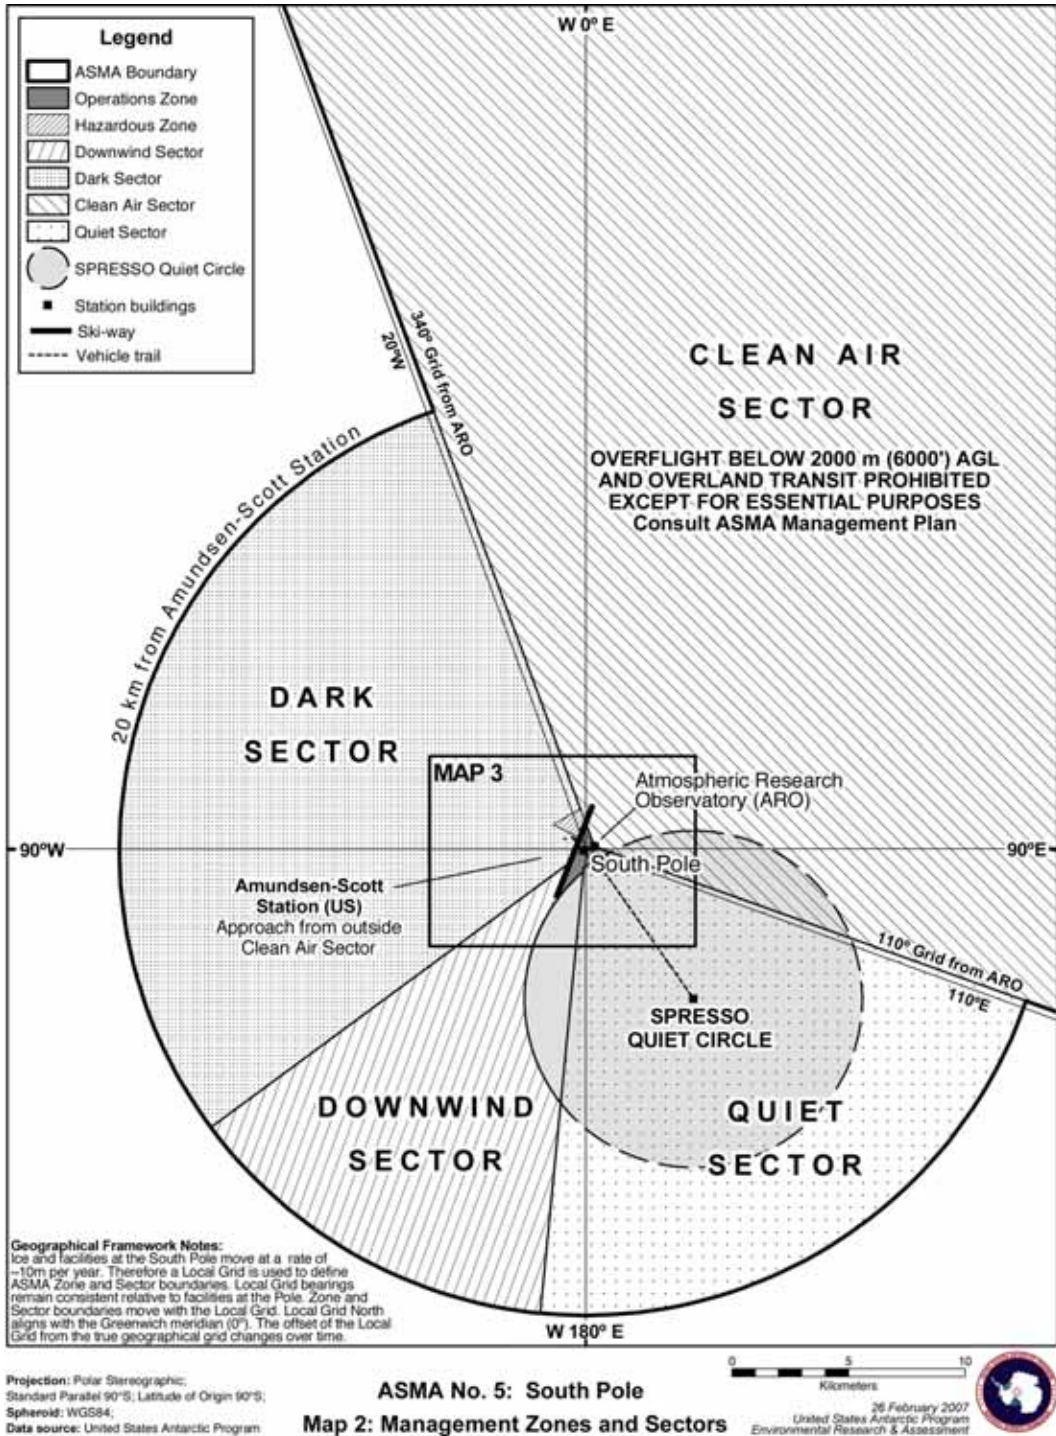 Legend
ASMA Boundary
Operations Zone
Hazardous Zone
Downwind Sector
Dark Sector
Clean Air Sector
Quiet Sector
SPRESSO Quiet Circle
Station buildings
Ski-way
Vehicle trail
W 0° E
340° Grid from ARO
20°W
CLEAN AIR
SECTOR
OVERFLIGHT BELOW 2000 m (6000') AGL
AND OVERLAND TRANSIT PROHIBITED
EXCEPT FOR ESSENTIAL PURPOSES
Consult ASMA Management Plan
20 km from Amundsen-Scott Station
DARK
SECTOR
MAP 3
Atmospheric Research
Observatory (ARO)
90°W
90°E
South Pole
Amundsen-Scott
Station (US)
Approach from outside
Clean Air Sector
110° Grid from ARO
110°E
SPRESSO
QUIET CIRCLE
DOWNWIND
SECTOR
QUIET
SECTOR
Geographical Framework Notes:
Ice and facilities at the South Pole move at a rate of
~10m per year. Therefore a Local Grid is used to define
ASMA Zone and Sector boundaries. Local Grid bearings
remain consistent relative to facilities at the Pole. Zone and
Sector boundaries move with the Local Grid. Local Grid North
aligns with the Greenwich meridian (0°). The offset of the Local
Grid from the true geographical grid changes over time.
W 180° E
Projection: Polar Stereographic;
Standard Parallel 90°S; Latitude of Origin 90°S;
Spheroid: WGS84;
Data source: United States Antarctic Program
ASMA No. 5: South Pole
Map 2: Management Zones and Sectors
0 5 10
Kilometers
26 February 2007
United States Antarctic Program
Environmental Research & Assessment